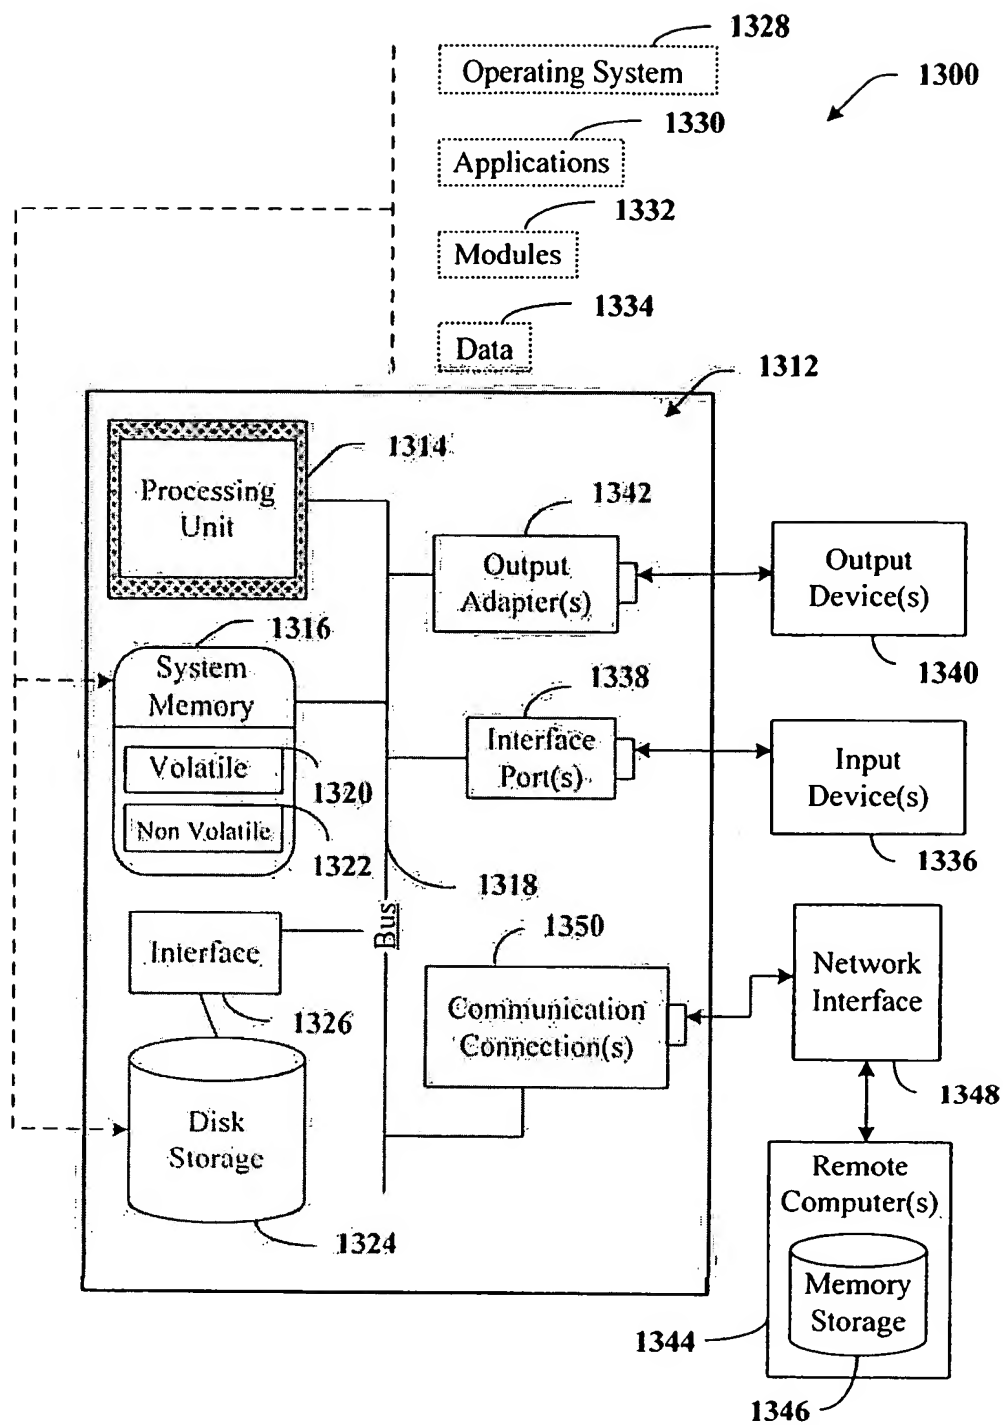 1328
Operating System
1300
1330
Applications
1332
Modules
1334
Data
1312
1314
Processing
Unit
1342
Output
Adapter(s)
Output
Device(s)
1340
1316
System
Memory
Volatile
1320
Non Volatile
1322
1338
Interface
Port(s)
Input
Device(s)
1336
1318
Bus
Interface
1326
1350
Communication
Connection(s)
Network
Interface
1348
Disk
Storage
1324
Remote
Computer(s)
Memory
Storage
1344
1346